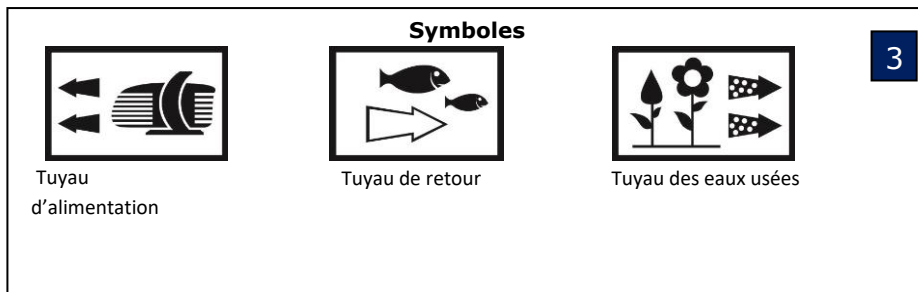 Symboles
3
Tuyau
d’alimentation
Tuyau de retour
Tuyau des eaux usées